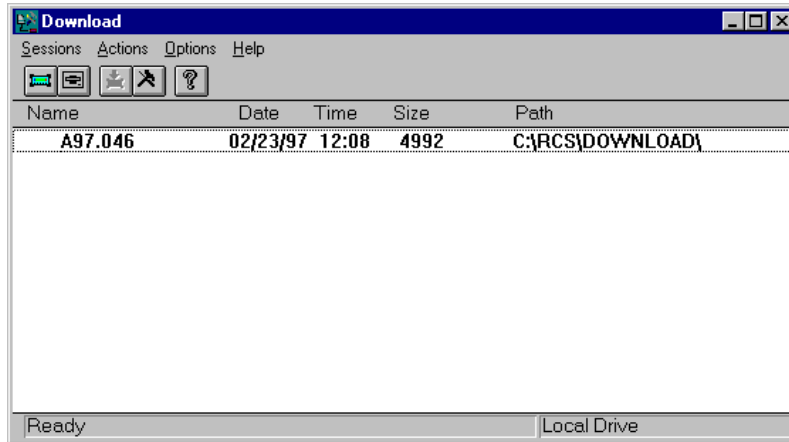 Download
Sessions Actions Options Help
Name Date Time Size Path
A97.046 02/23/97 12:08 4992 C:\RCS\DOWNLOAD\
Ready Local Drive